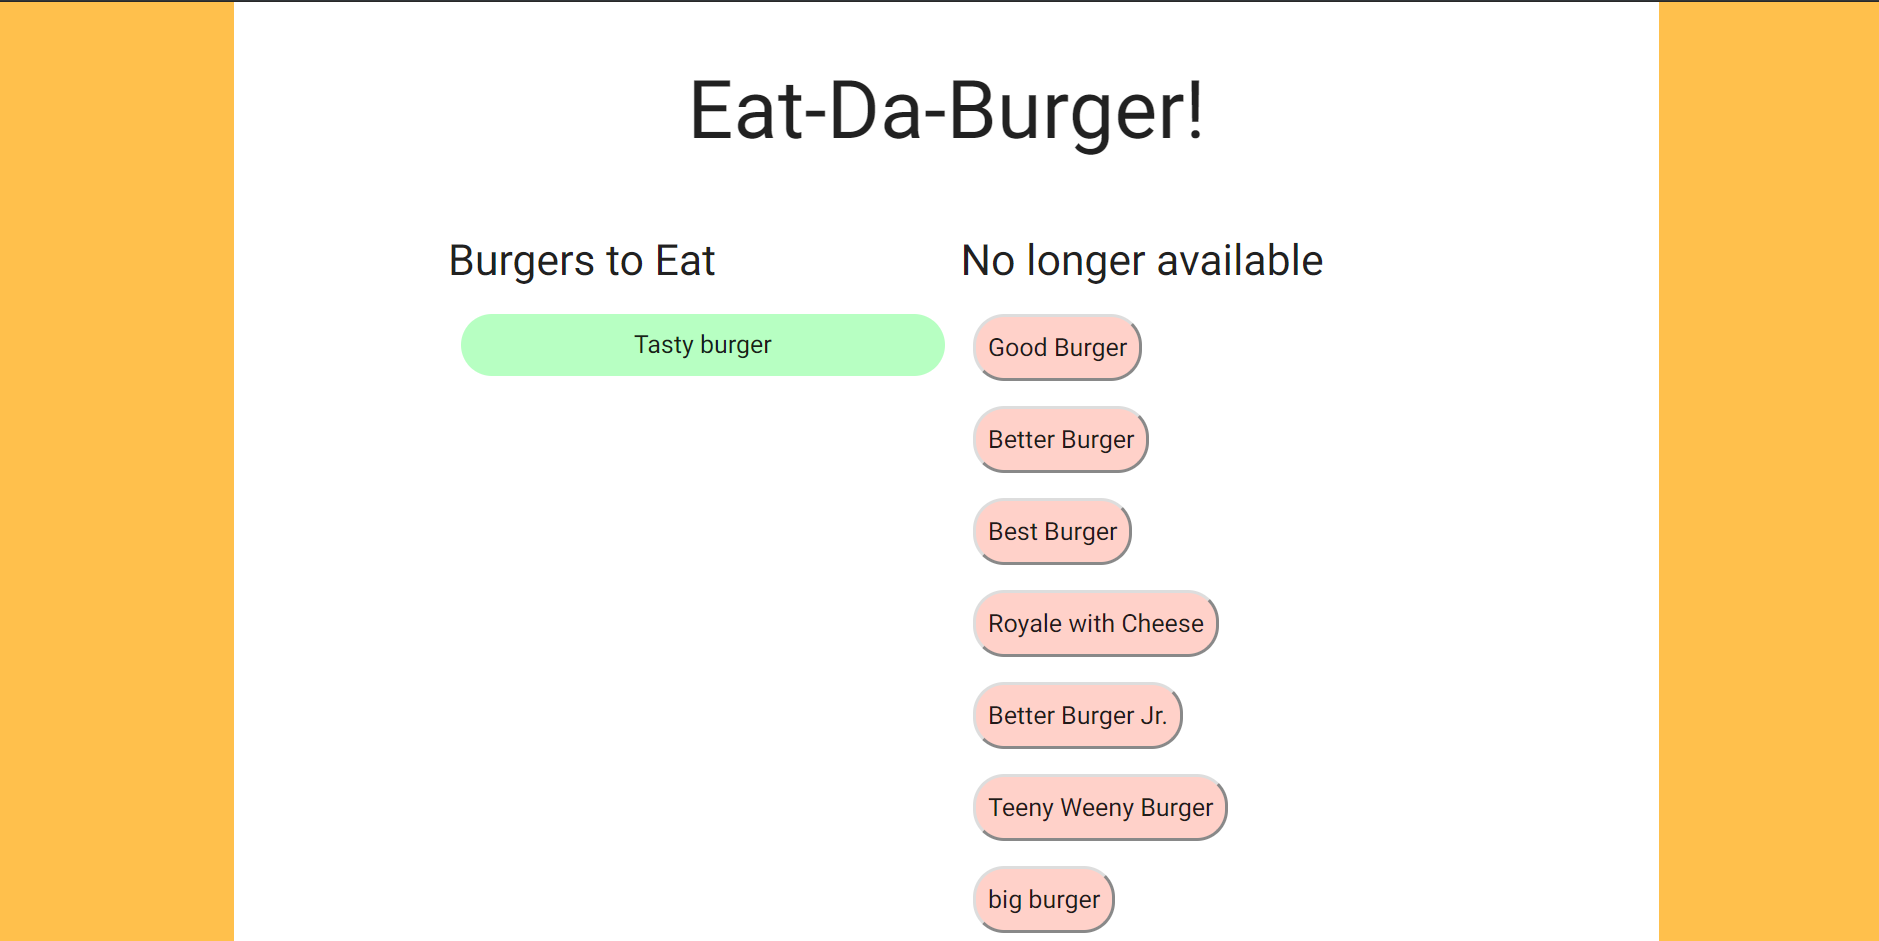 Eat-Da-Burger!
Burgers to Eat
Tasty burger
No longer available
Good Burger
Better Burger
Best Burger
Royale with Cheese
Better Burger Jr.
Teeny Weeny Burger
big burger